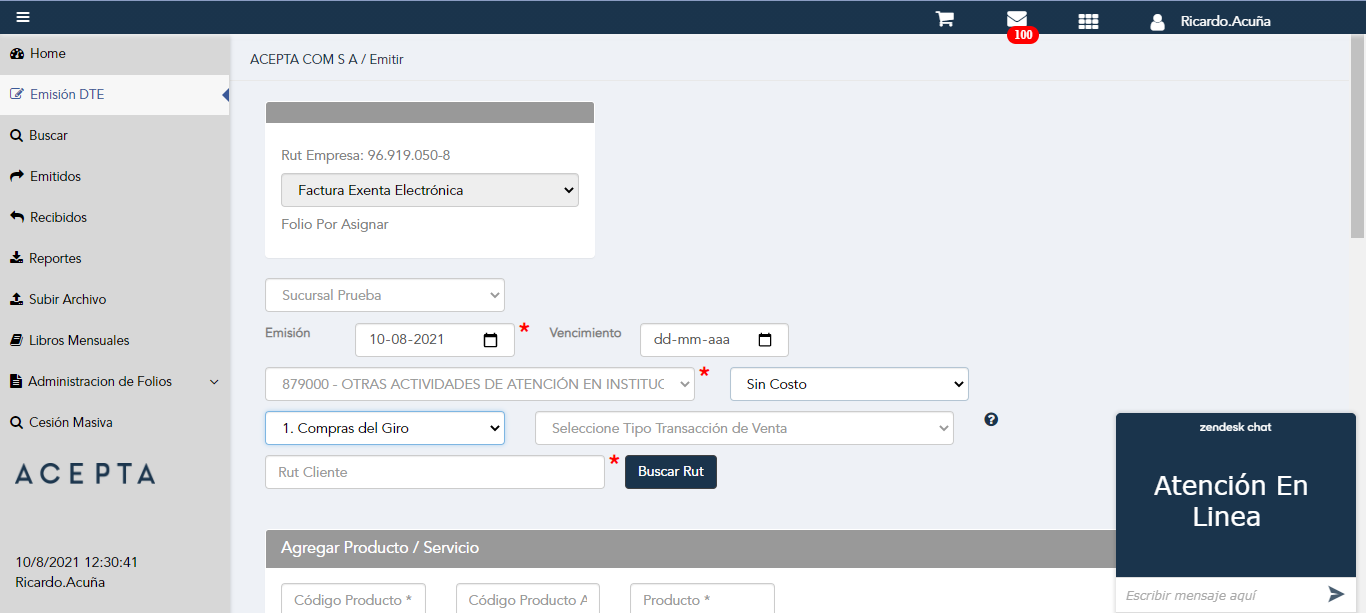 100
Ricardo.Acuña
Home
Emisión DTE
Buscar
Emitidos
Recibidos
Reportes
Subir Archivo
Libros Mensuales
Administracion de Folios
Cesión Masiva
ACEPTA
10/8/2021 12:30:41
Ricardo.Acuña
ACEPTA COM S A / Emitir
Rut Empresa: 96.919.050-8
Factura Exenta Electrónica
Folio Por Asignar
Sucursal Prueba
Emisión 10-08-2021 * Vencimiento dd-mm-aaa
879000 - OTRAS ACTIVIDADES DE ATENCIÓN EN INSTITUC * Sin Costo
1. Compras del Giro Seleccione Tipo Transacción de Venta ?
Rut Cliente * Buscar Rut
Agregar Producto / Servicio
Código Producto * Código Producto A Producto *
zendesk chat
Atención En
Linea
Escribir mensaje aquí